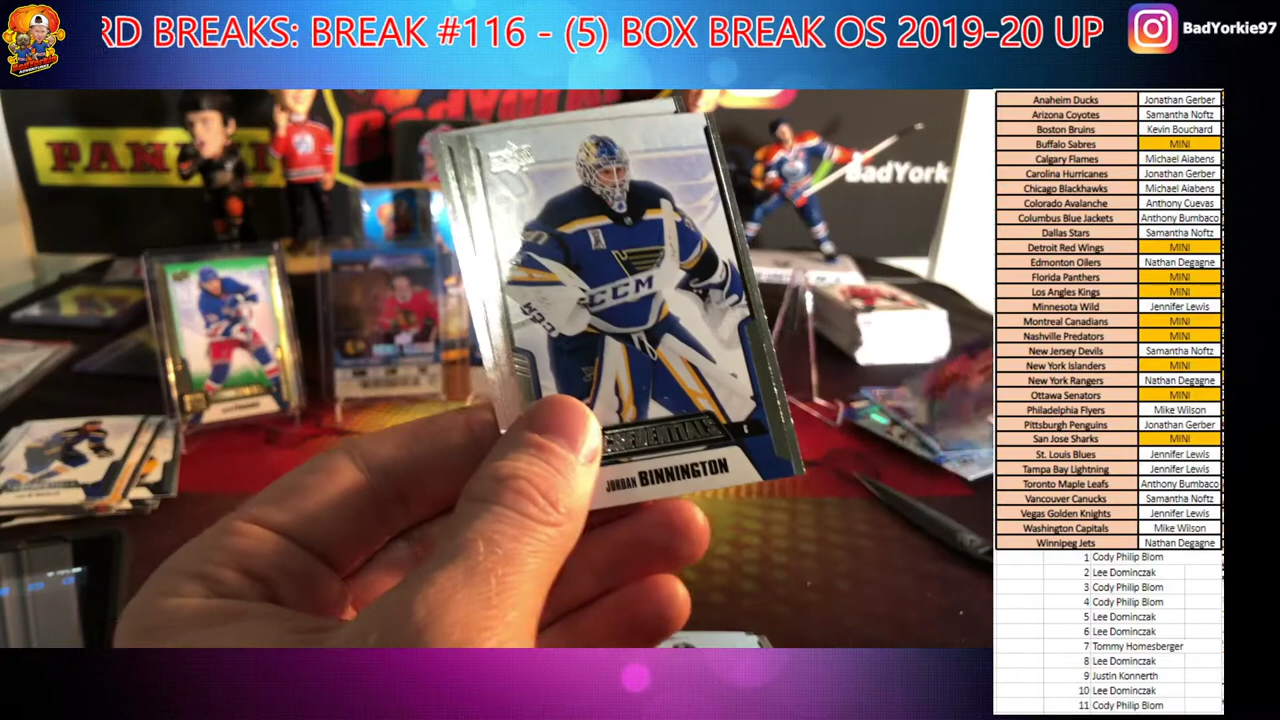 RD BREAKS: BREAK #116 - (5) BOX BREAK OS 2019-20 UP
BadYorkie97
PANINI
BadYork
CCM
CREDENTIALS
JORDAN BINNINGTON
Anaheim Ducks Jonathan Gerber
Arizona Coyotes Samantha Noftz
Boston Bruins Kevin Bouchard
Buffalo Sabres MINI
Calgary Flames Michael Aiabens
Carolina Hurricanes Jonathan Gerber
Chicago Blackhawks Michael Aiabens
Colorado Avalanche Anthony Cuevas
Columbus Blue Jackets Anthony Bumbaco
Dallas Stars Samantha Noftz
Detroit Red Wings MINI
Edmonton Oilers Nathan Degagne
Florida Panthers MINI
Los Angles Kings MINI
Minnesota Wild Jennifer Lewis
Montreal Canadians MINI
Nashville Predators MINI
New Jersey Devils Samantha Noftz
New York Islanders MINI
New York Rangers Nathan Degagne
Ottawa Senators MINI
Philadelphia Flyers Mike Wilson
Pittsburgh Penguins Jonathan Gerber
San Jose Sharks MINI
St. Louis Blues Jennifer Lewis
Tampa Bay Lightning Jennifer Lewis
Toronto Maple Leafs Anthony Bumbaco
Vancouver Canucks Samantha Noftz
Vegas Golden Knights Jennifer Lewis
Washington Capitals Mike Wilson
Winnipeg Jets Nathan Degagne
1 Cody Philip Blom
2 Lee Dominczak
3 Cody Philip Blom
4 Cody Philip Blom
5 Lee Dominczak
6 Lee Dominczak
7 Tommy Homesberger
8 Lee Dominczak
9 Justin Konnerth
10 Lee Dominczak
11 Cody Philip Blom